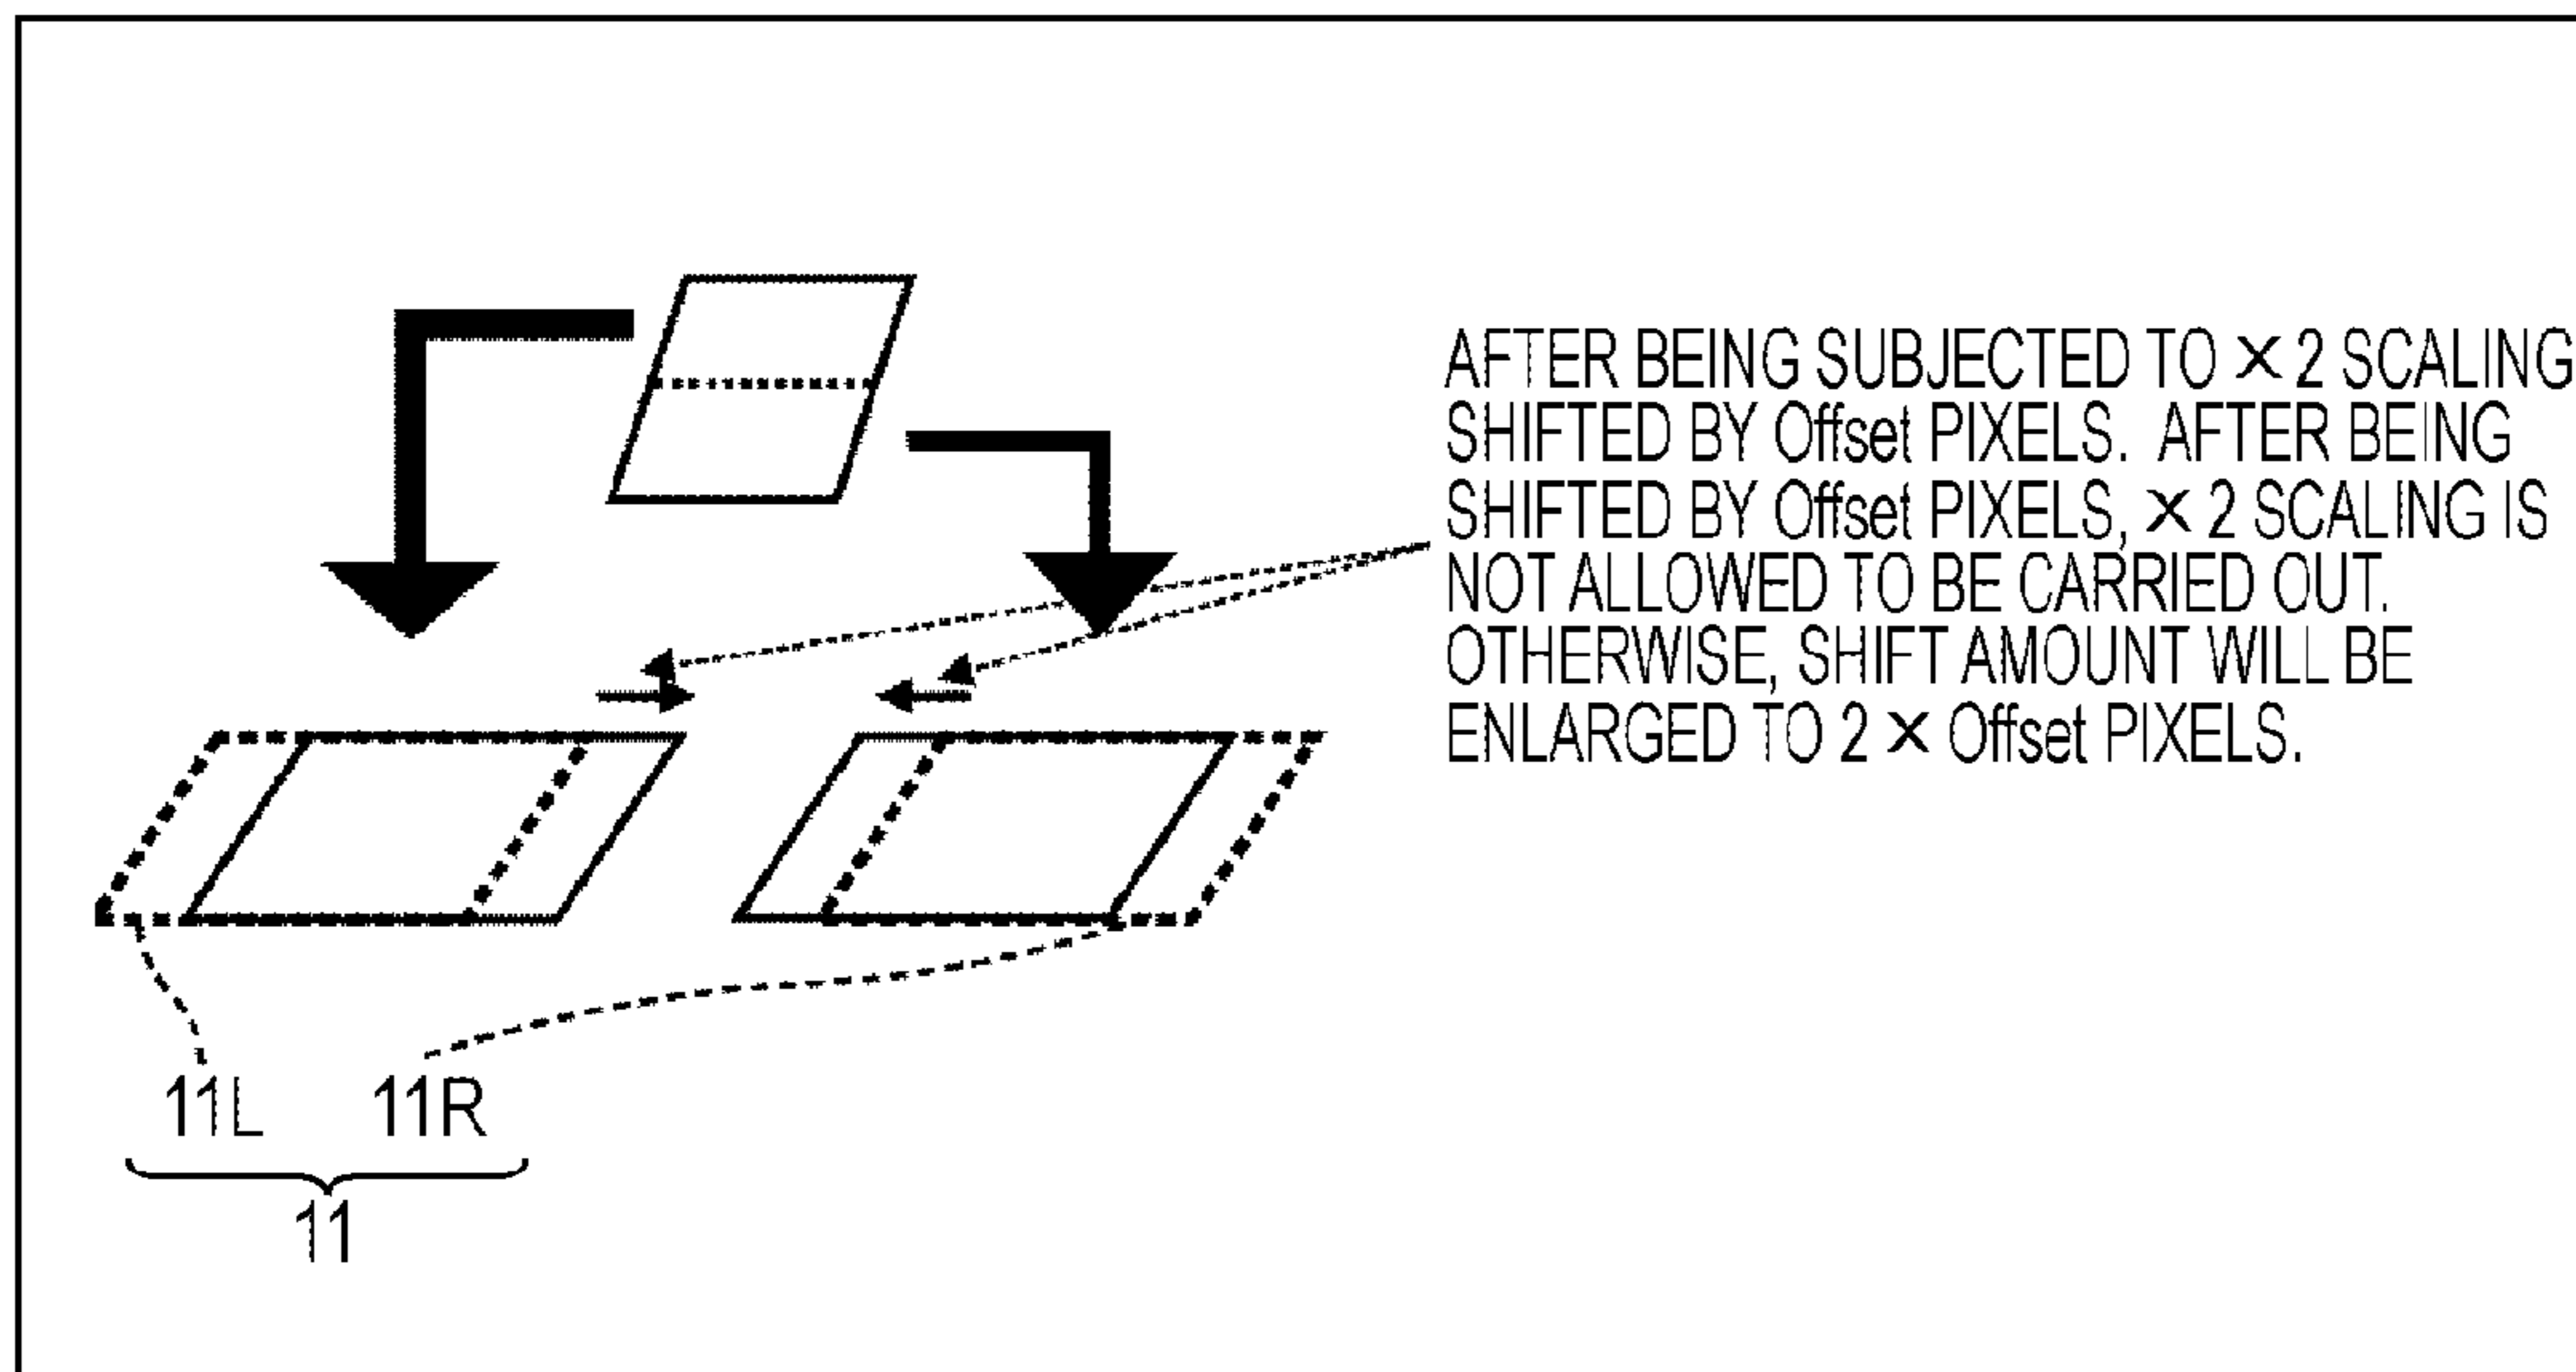 AFTER BEING SUBJECTED TO × 2 SCALING
SHIFTED BY Offset PIXELS. AFTER BEING
SHIFTED BY Offset PIXELS, × 2 SCALING IS
NOT ALLOWED TO BE CARRIED OUT.
OTHERWISE, SHIFT AMOUNT WILL BE
ENLARGED TO 2 × Offset PIXELS.
11L 11R
11